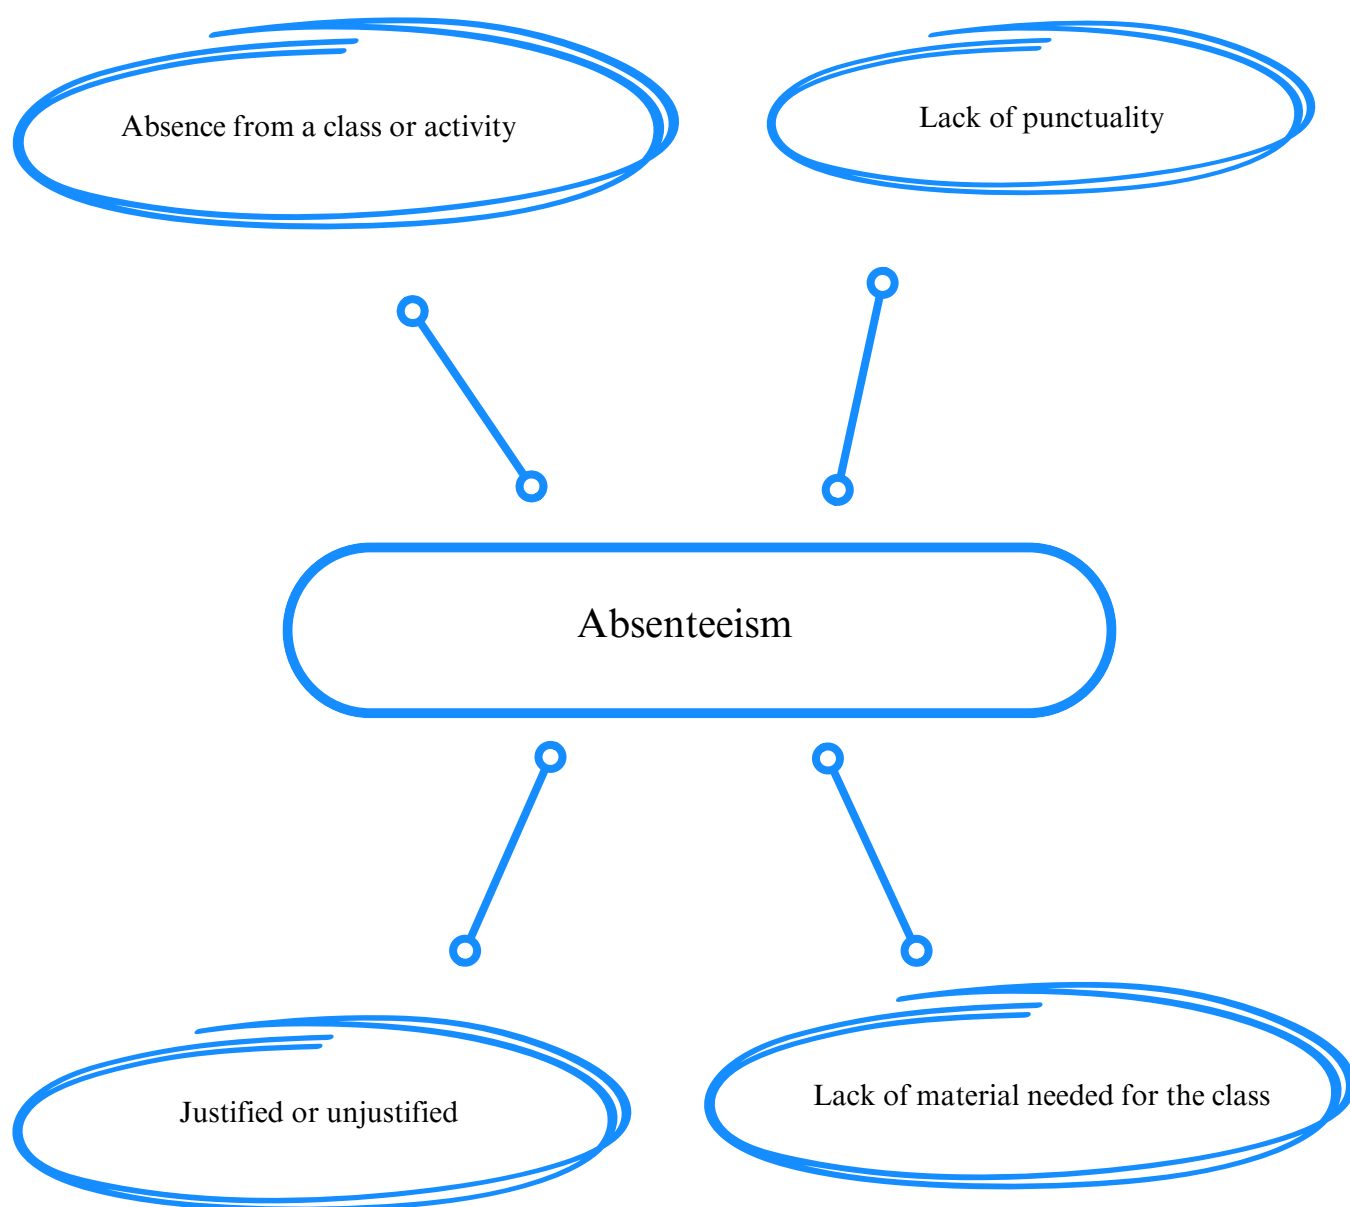 Absence from a class or activity
Lack of punctuality
Absenteeism
Justified or unjustified
Lack of material needed for the class